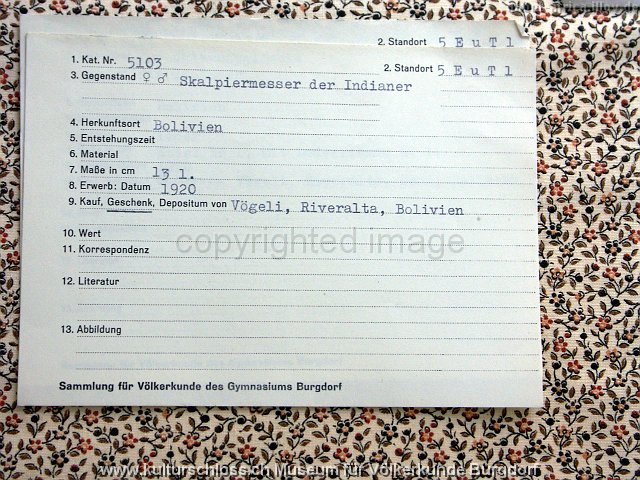 2. Standort 5 E u T l
1. Kat. Nr. 5103
2. Standort 5 E u T l
3. Gegenstand ♀ ♂ Skalpiermesser der Indianer
4. Herkunftsort Bolivien
5. Entstehungszeit
6. Material
7. Maße in cm 13 l.
8. Erwerb: Datum 1920
9. Kauf, Geschenk, Depositum von Vögeli, Riveralta, Bolivien
10. Wert
copyrighted image
11. Korrespondenz
12. Literatur
13. Abbildung
Sammlung für Völkerkunde des Gymnasiums Burgdorf
www.kulturschloss.ch Museum für Völkerkunde Burgdorf